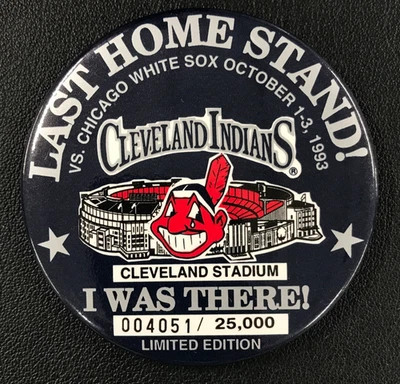 LAST HOME STAND!
VS. CHICAGO WHITE SOX OCTOBER 1-3, 1993
CLEVELAND INDIANS®
CLEVELAND STADIUM
I WAS THERE!
004051/ 25,000
LIMITED EDITION